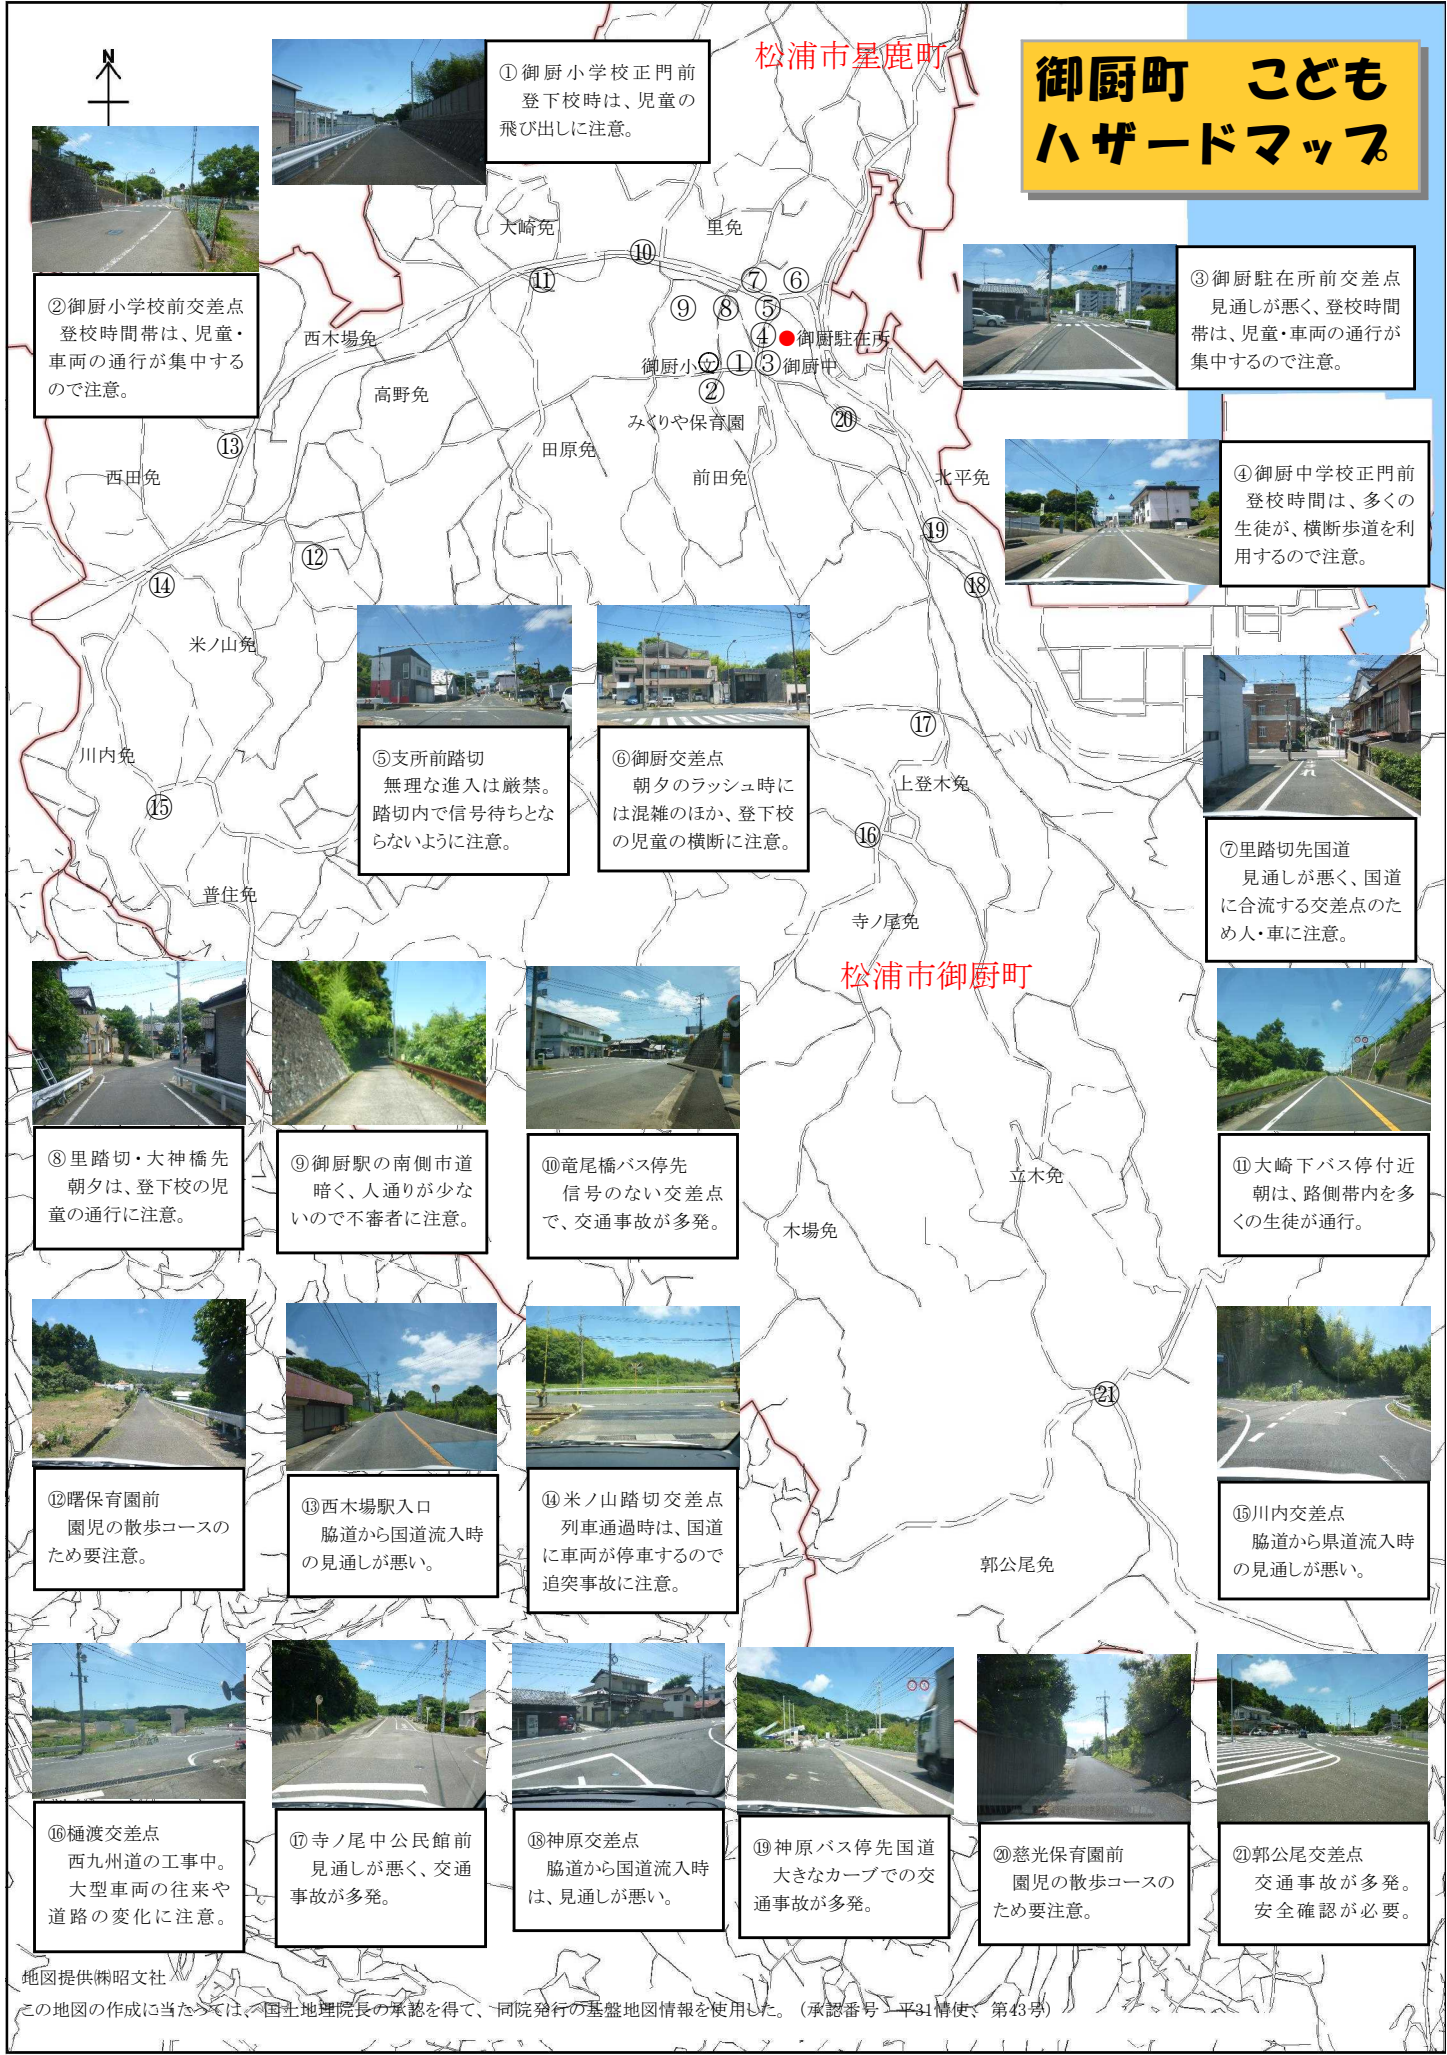 御厨町　こども
ハザードマップ
N
松浦市星鹿町
①御厨小学校正門前
登下校時は、児童の
飛び出しに注意。
②御厨小学校前交差点
登校時間帯は、児童・
車両の通行が集中する
ので注意。
③御厨駐在所前交差点
見通しが悪く、登校時間
帯は、児童・車両の通行が
集中するので注意。
④御厨中学校正門前
登校時間は、多くの
生徒が、横断歩道を利
用するので注意。
大崎免
里免
⑩
⑪
⑦
⑥
⑨
⑧
⑤
西木場免
④
御厨駐在所
御厨小
文
①
③
御厨中
②
高野免
みくりや保育園
⑳
⑬
田原免
西田免
前田免
北平免
⑲
⑫
⑭
⑱
米ノ山免
⑤支所前踏切
無理な進入は厳禁。
踏切内で信号待ちとな
らないように注意。
⑥御厨交差点
朝夕のラッシュ時に
は混雑のほか、登下校
の児童の横断に注意。
⑦里踏切先国道
見通しが悪く、国道
に合流する交差点のた
め人・車に注意。
⑰
川内免
上登木免
⑮
⑯
普住免
寺ノ尾免
松浦市御厨町
⑧里踏切・大神橋先
朝夕は、登下校の児
童の通行に注意。
⑨御厨駅の南側市道
暗く、人通りが少な
いので不審者に注意。
⑩竜尾橋バス停先
信号のない交差点
で、交通事故が多発。
⑪大崎下バス停付近
朝は、路側帯内を多
くの生徒が通行。
立木免
木場免
㉑
⑫曙保育園前
園児の散歩コースの
ため要注意。
⑬西木場駅入口
脇道から国道流入時
の見通しが悪い。
⑭米ノ山踏切交差点
列車通過時は、国道
に車両が停車するので
追突事故に注意。
⑮川内交差点
脇道から県道流入時
の見通しが悪い。
郭公尾免
⑯樋渡交差点
西九州道の工事中。
大型車両の往来や
道路の変化に注意。
⑰寺ノ尾中公民館前
見通しが悪く、交通
事故が多発。
⑱神原交差点
脇道から国道流入時
は、見通しが悪い。
⑲神原バス停先国道
大きなカーブでの交
通事故が多発。
⑳慈光保育園前
園児の散歩コースの
ため要注意。
㉑郭公尾交差点
交通事故が多発。
安全確認が必要。
地図提供㈱昭文社
この地図の作成に当たっては、国土地理院長の承認を得て、同院発行の基盤地図情報を使用した。（承認番号　平31情使、第43号）